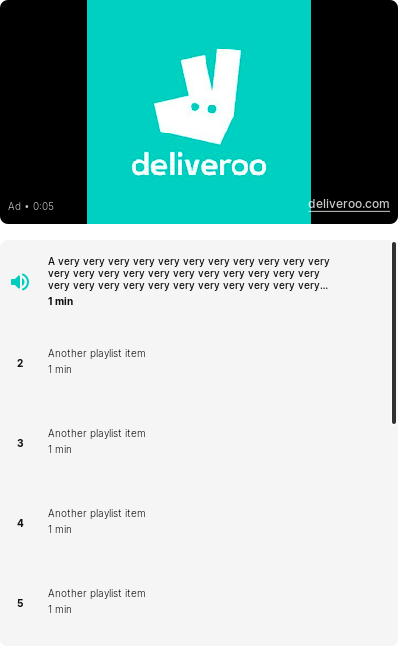 deliveroo
Ad • 0:05
deliveroo.com
A very very very very very very very very very very very
very very very very very very very very very very very
very very very very very very very very very very very...
1 min
2
Another playlist item
1 min
3
Another playlist item
1 min
4
Another playlist item
1 min
5
Another playlist item
1 min